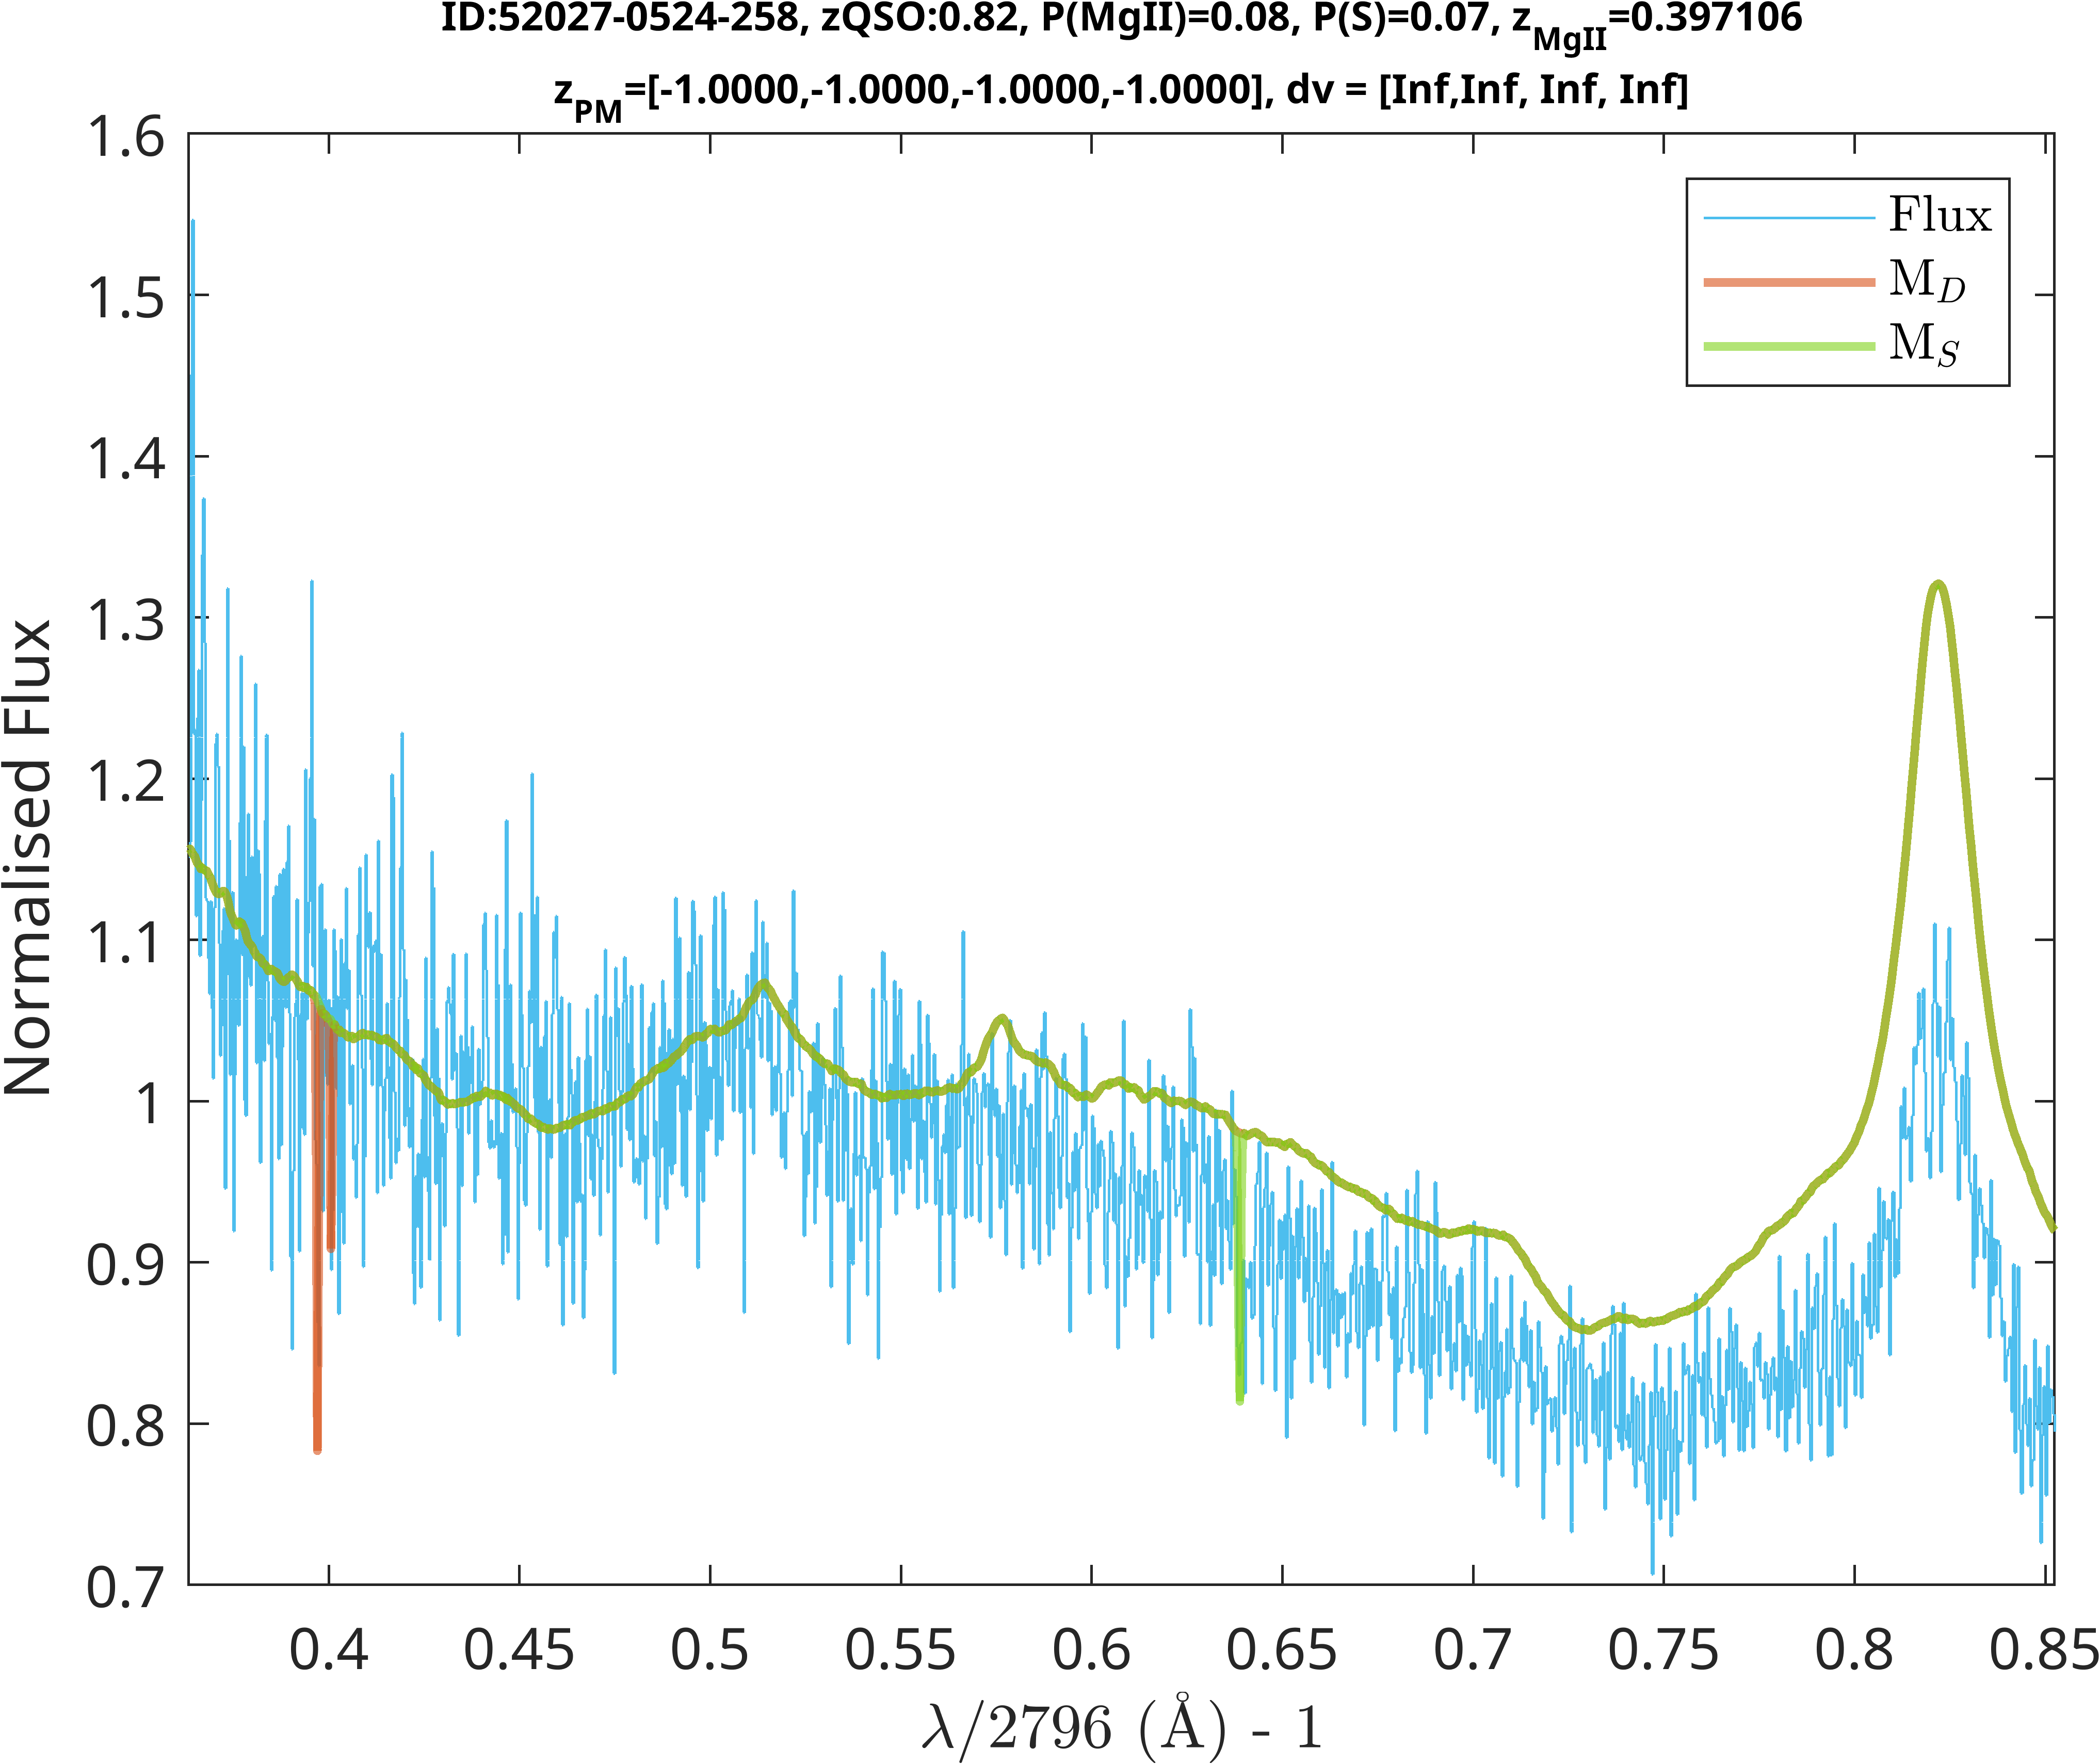 ID:52027-0524-258, zQSO:0.82, P(MgII)=0.08, P(S)=0.07, zMgII=0.397106
zPM=[-1.0000,-1.0000,-1.0000,-1.0000], dv = [Inf,Inf, Inf, Inf]
1.6
1.5
1.4
1.3
1.2
1.1
1
0.9
0.8
0.7
Normalised Flux
Flux
MD
MS
0.4 0.45 0.5 0.55 0.6 0.65 0.7 0.75 0.8 0.85
λ/2796 (Å) - 1